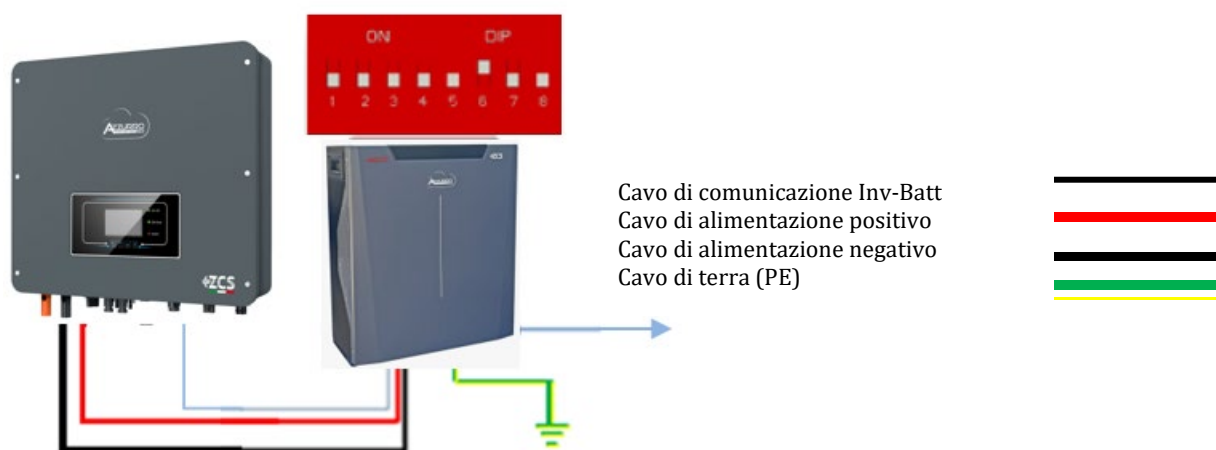 ON DIP
1 2 3 4 5 6 7 8
Azzurro
ZCS
Cavo di comunicazione Inv-Batt
Cavo di alimentazione positivo
Cavo di alimentazione negativo
Cavo di terra (PE)